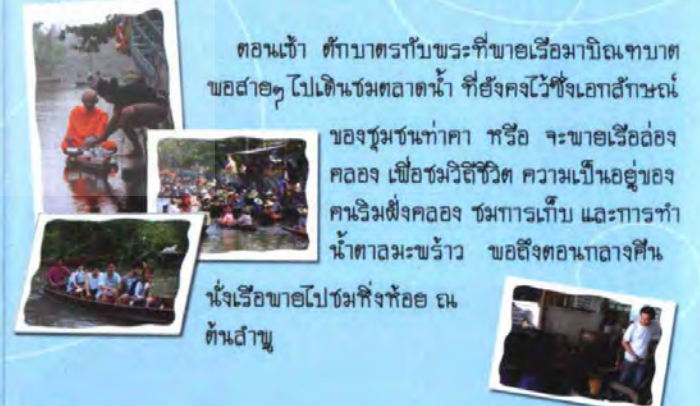 ตอนเช้า ตักบาตรกับพระที่พายเรือมาบิณฑบาต
พอสายๆ ไปเดินชมตลาดน้ำ ที่ยังคงไว้ซึ่งเอกลักษณ์
ของชุมชนท่าคา หรือ จะพายเรือล่อง
คลอง เพื่อชมวิถีชีวิต ความเป็นอยู่ของ
คนริมฝั่งคลอง ชมการเก็บ และการทำ
น้ำตาลมะพร้าว พอถึงตอนกลางคืน
นั่งเรือพายไปชมหิ่งห้อย ณ
ต้นลำพู